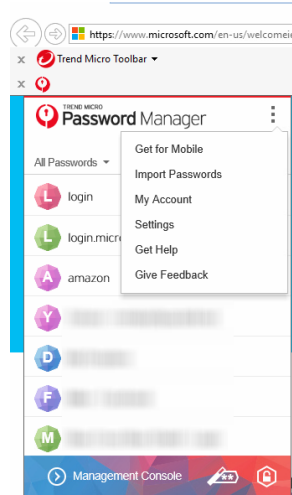 https://www.microsoft.com/en-us/welcomeie
x Trend Micro Toolbar
x
TREND MICRO
Password Manager
All Passwords
Get for Mobile
Import Passwords
My Account
Settings
Get Help
Give Feedback
L login
L login.micr
A amazon
Y
D
F
M
Management Console